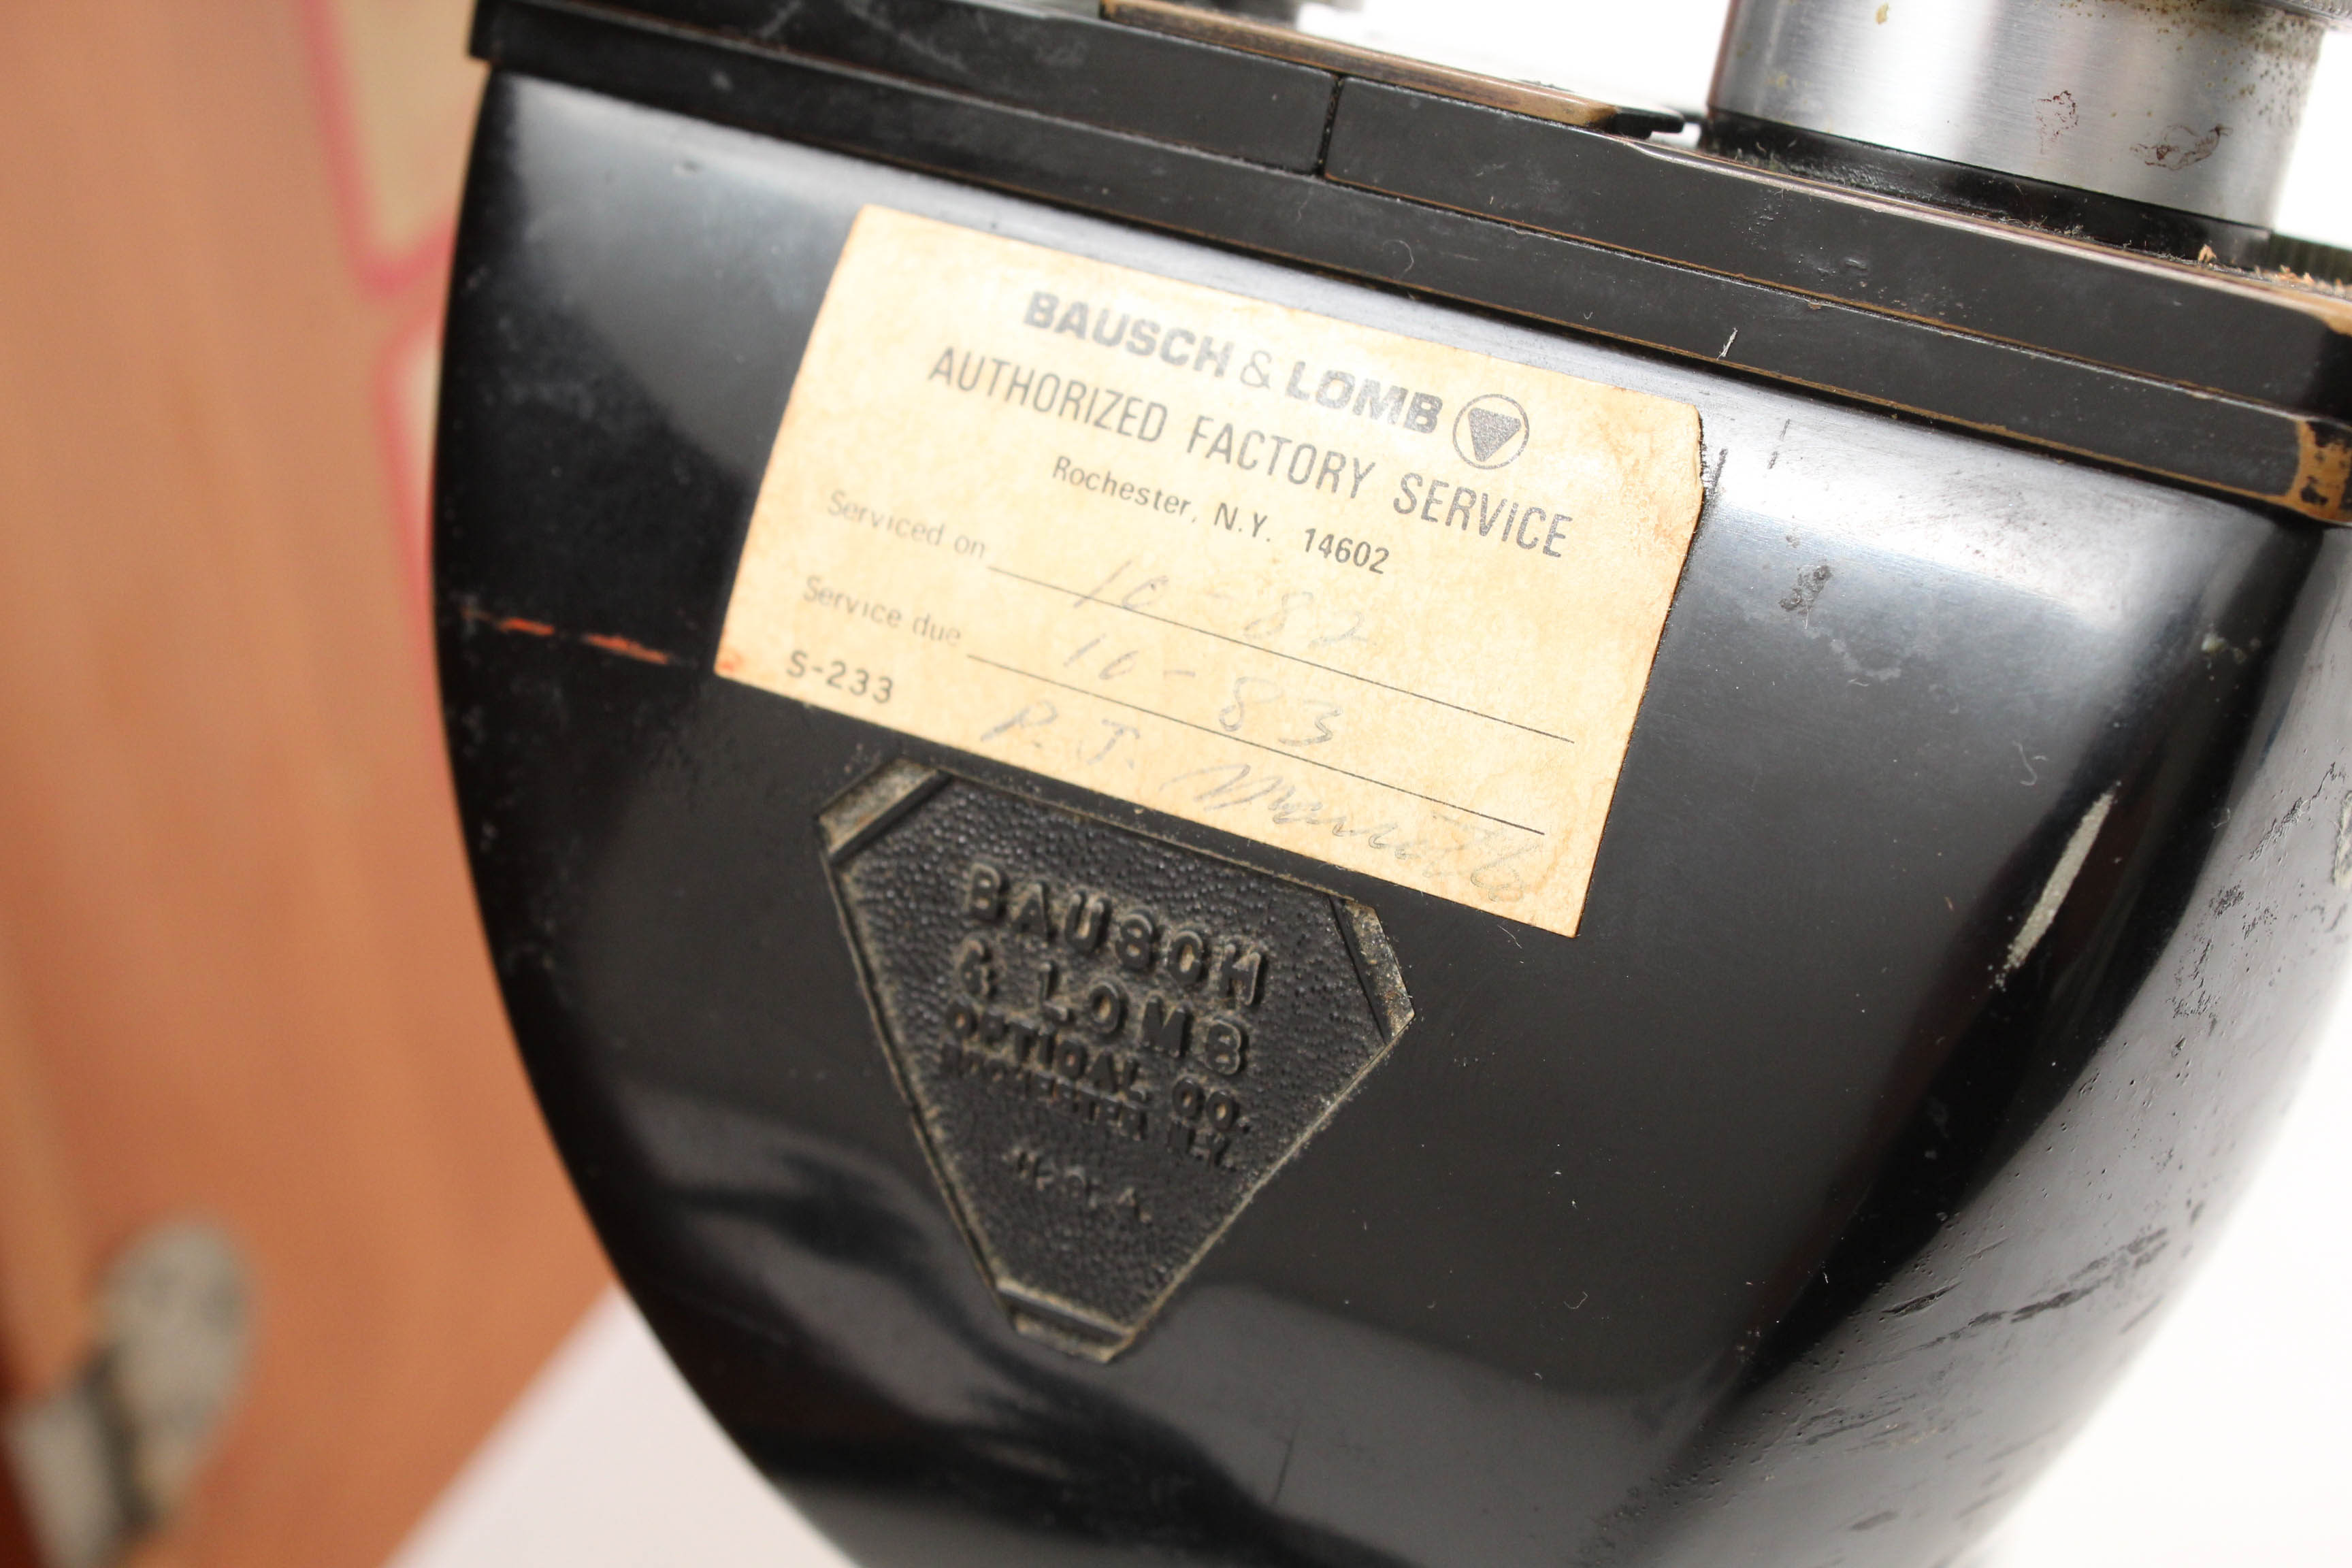 BAUSCH & LOMB
AUTHORIZED FACTORY SERVICE
Rochester, N.Y. 14602
Serviced on 10-82
Service due 10-83
S-233
P. J.
BAUSCH
& LOMB
OPTICAL CO.
ROCHESTER N.Y.
U.S.A.